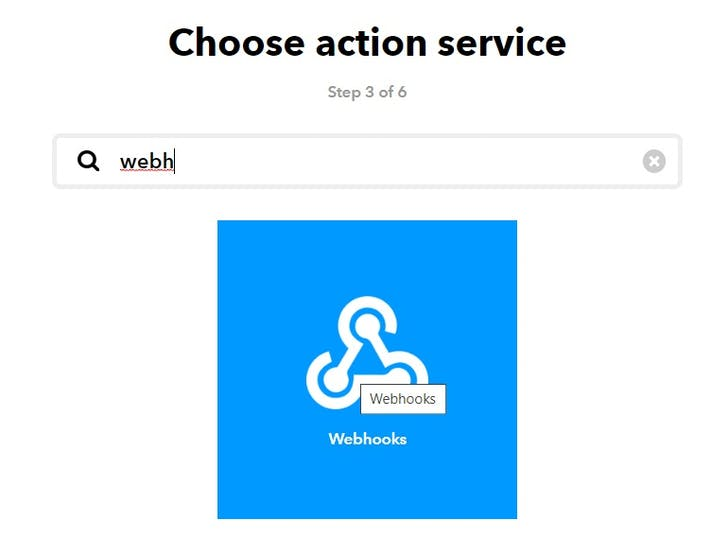 Choose action service
Step 3 of 6
webh
Webhooks
Webhooks